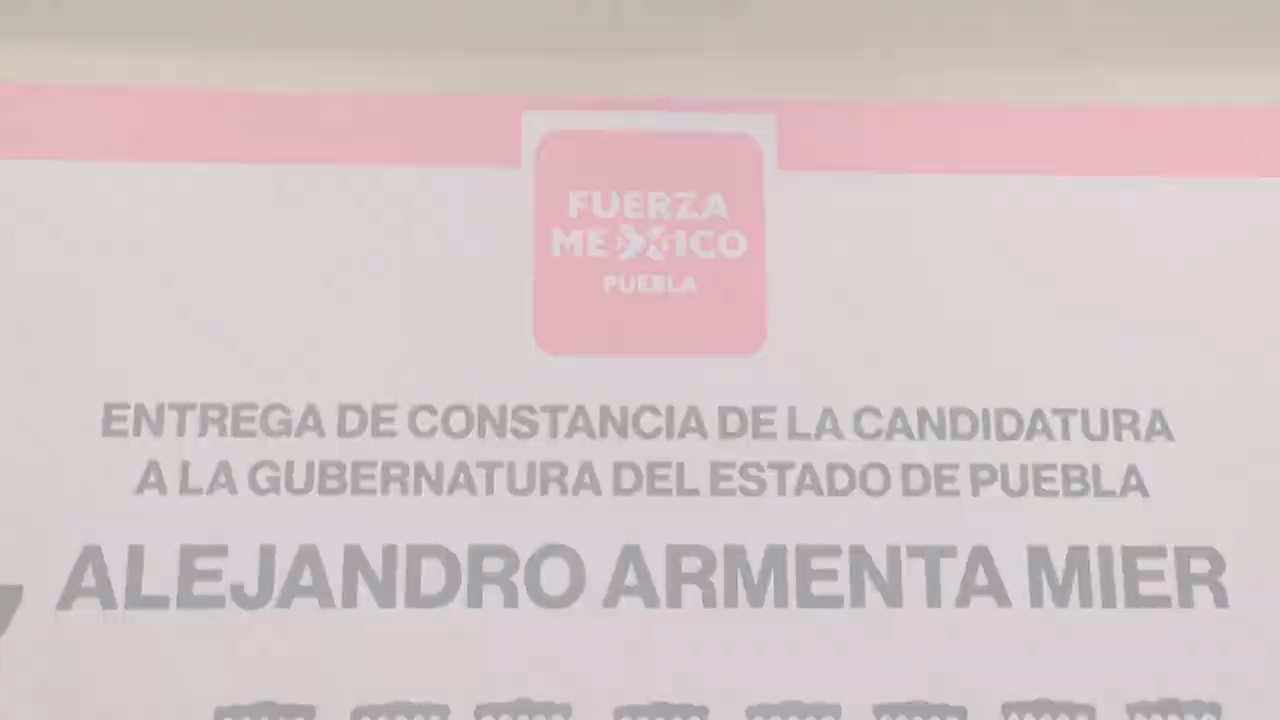 FUERZA
MEXICO
PUEBLA
ENTREGA DE CONSTANCIA DE LA CANDIDATURA
A LA GUBERNATURA DEL ESTADO DE PUEBLA
ALEJANDRO ARMENTA MIER